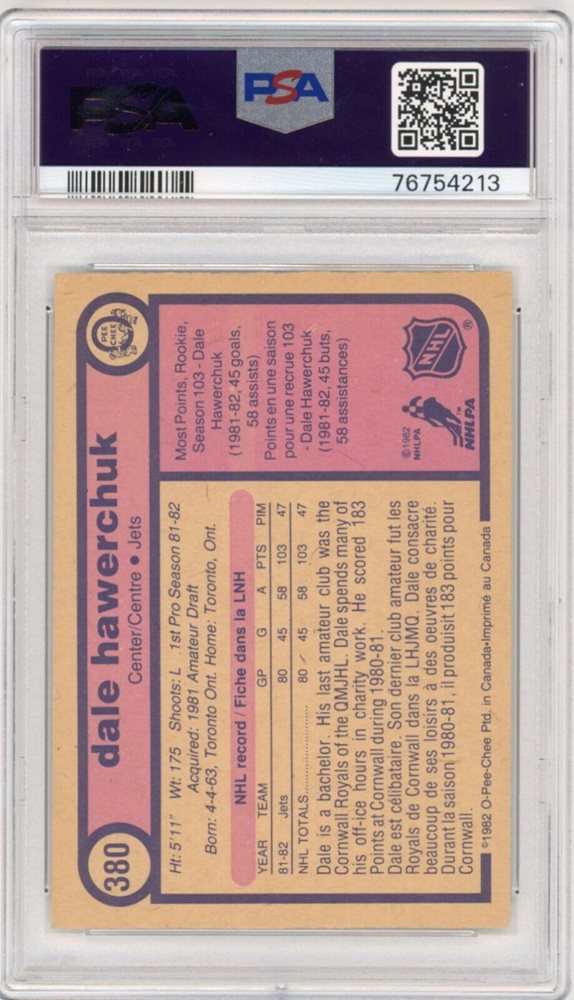 PSA
PSA
76754213
380
dale hawerchuk
Center/Centre • Jets
O
PEE
CHEE
Ht: 5'11" Wt: 175 Shoots: L 1st Pro Season 81-82
Acquired: 1981 Amateur Draft
Born: 4-4-63, Toronto Ont. Home: Toronto, Ont.
NHL record / Fiche dans la LNH
YEAR TEAM GP G A PTS PIM
81-82 Jets 80 45 58 103 47
NHL TOTALS.................. 80 45 58 103 47
Dale is a bachelor. His last amateur club was the
Cornwall Royals of the QMJHL. Dale spends many of
his off-ice hours in charity work. He scored 183
Points at Cornwall during 1980-81.
Dale est célibataire. Son dernier club amateur fut les
Royals de Cornwall dans la LHJMQ. Dale consacre
beaucoup de ses loisirs à des oeuvres de charité.
Durant la saison 1980-81, il produisit 183 points pour
Cornwall.
©1982 O-Pee-Chee Ptd. in Canada•Imprimé au Canada
Most Points, Rookie,
Season 103 - Dale
Hawerchuk
(1981-82, 45 goals,
58 assists)
Points en une saison
pour une recrue 103
- Dale Hawerchuk
(1981-82, 45 buts,
58 assistances)
©1982
NHLPA
NHLPA™
NHL®